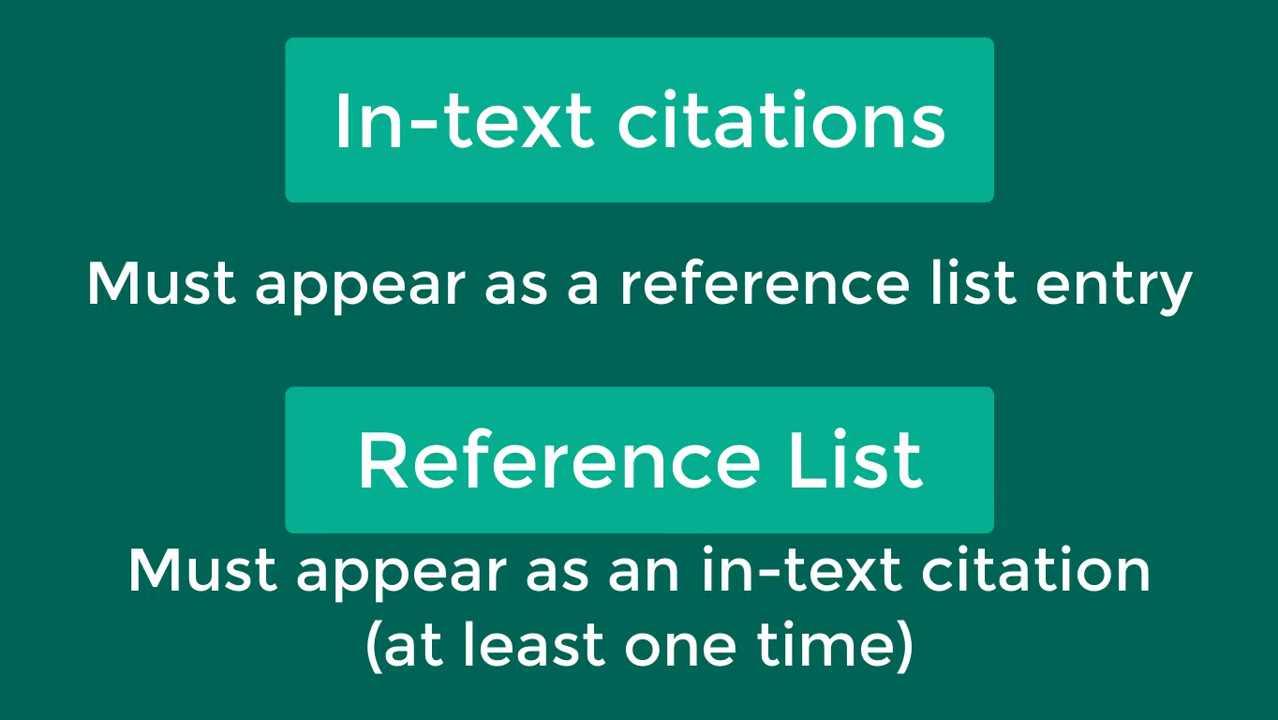 In-text citations
Must appear as a reference list entry
Reference List
Must appear as an in-text citation
(at least one time)